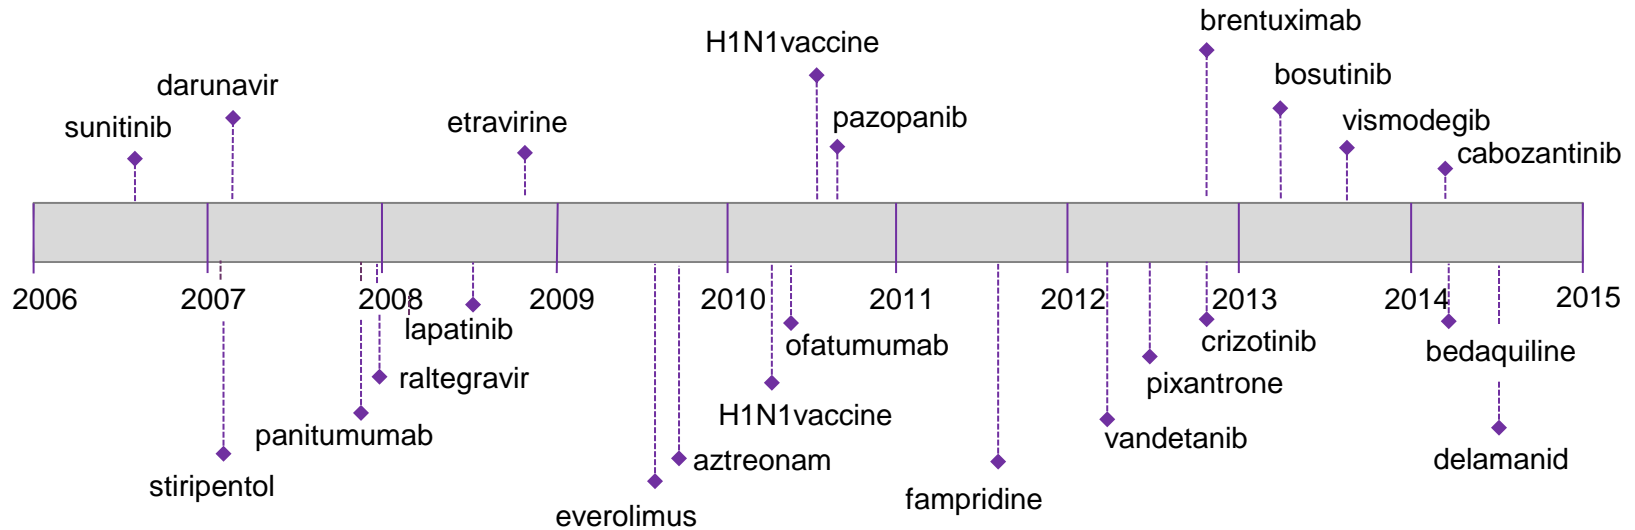 brentuximab
H1N1vaccine
bosutinib
darunavir
pazopanib
vismodegib
sunitinib
etravirine
cabozantinib
2006
2007
2008
2009
2010
2011
2012
2013
2014
2015
lapatinib
ofatumumab
crizotinib
bedaquiline
raltegravir
pixantrone
H1N1vaccine
panitumumab
vandetanib
aztreonam
delamanid
stiripentol
fampridine
everolimus